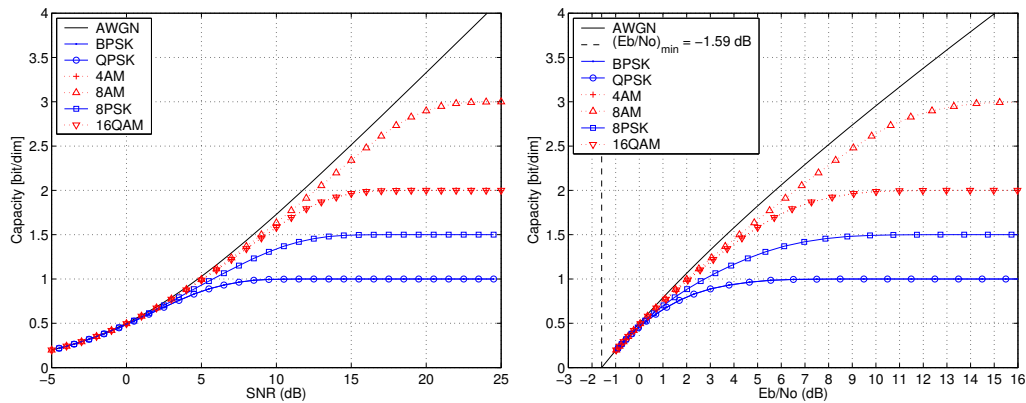 4
3.5
3
2.5
2
1.5
1
0.5
0
Capacity [bit/dim]
AWGN
BPSK
QPSK
4AM
8AM
8PSK
16QAM
−5 0 5 10 15 20 25
SNR (dB)
4
3.5
3
2.5
2
1.5
1
0.5
0
Capacity [bit/dim]
AWGN
(Eb/No)min = −1.59 dB
BPSK
QPSK
4AM
8AM
8PSK
16QAM
−3 −2 −1 0 1 2 3 4 5 6 7 8 9 10 11 12 13 14 15 16
Eb/No (dB)